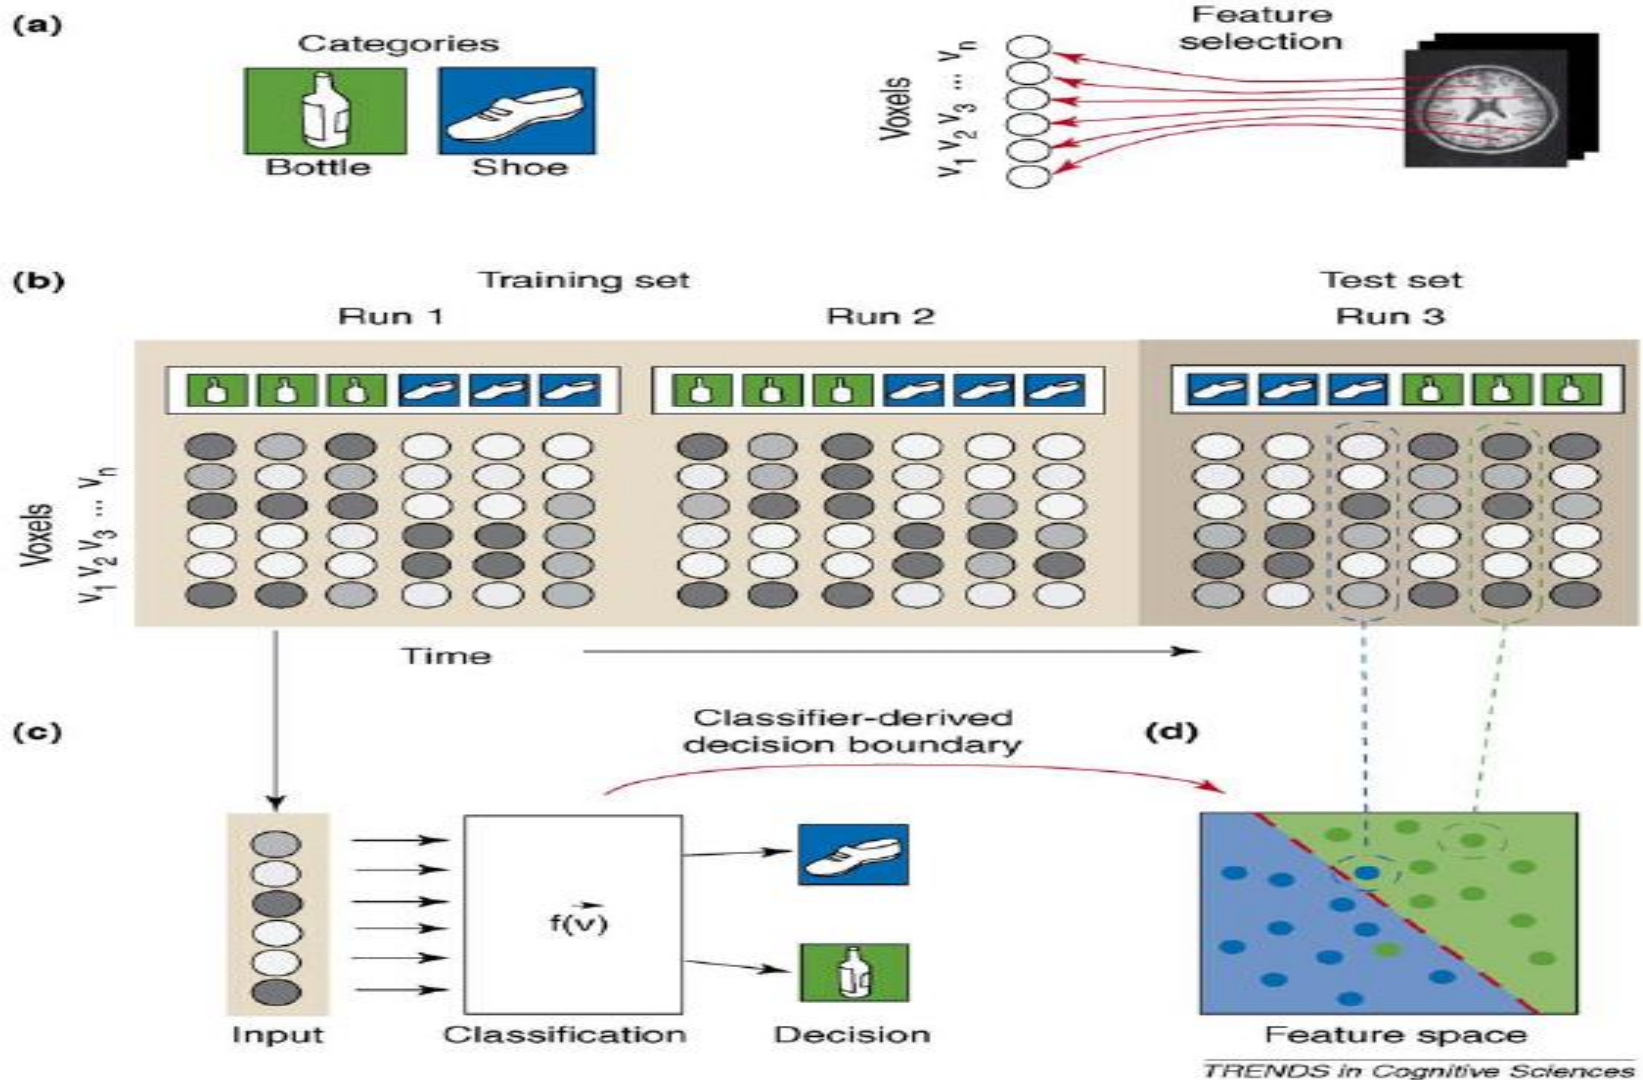 (a)
Categories
Bottle
Shoe
Feature
selection
Voxels
v1 v2 v3 ... vn
(b)
Training set
Test set
Run 1
Run 2
Run 3
Voxels
v1 v2 v3 ... vn
Time
(c)
Classifier-derived
decision boundary
(d)
f(v)
Input
Classification
Decision
Feature space
TRENDS in Cognitive Sciences